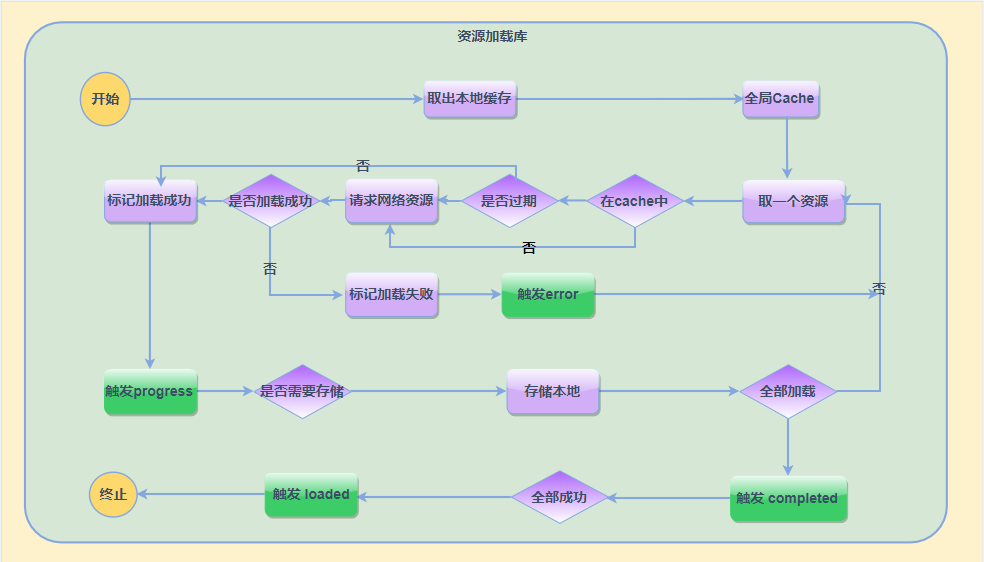 资源加载库
开始
取出本地缓存
全局Cache
否
标记加载成功
是否加载成功
请求网络资源
是否过期
在cache中
取一个资源
否
否
标记加载失败
触发error
否
触发progress
是否需要存储
存储本地
全部加载
终止
触发 loaded
全部成功
触发 completed